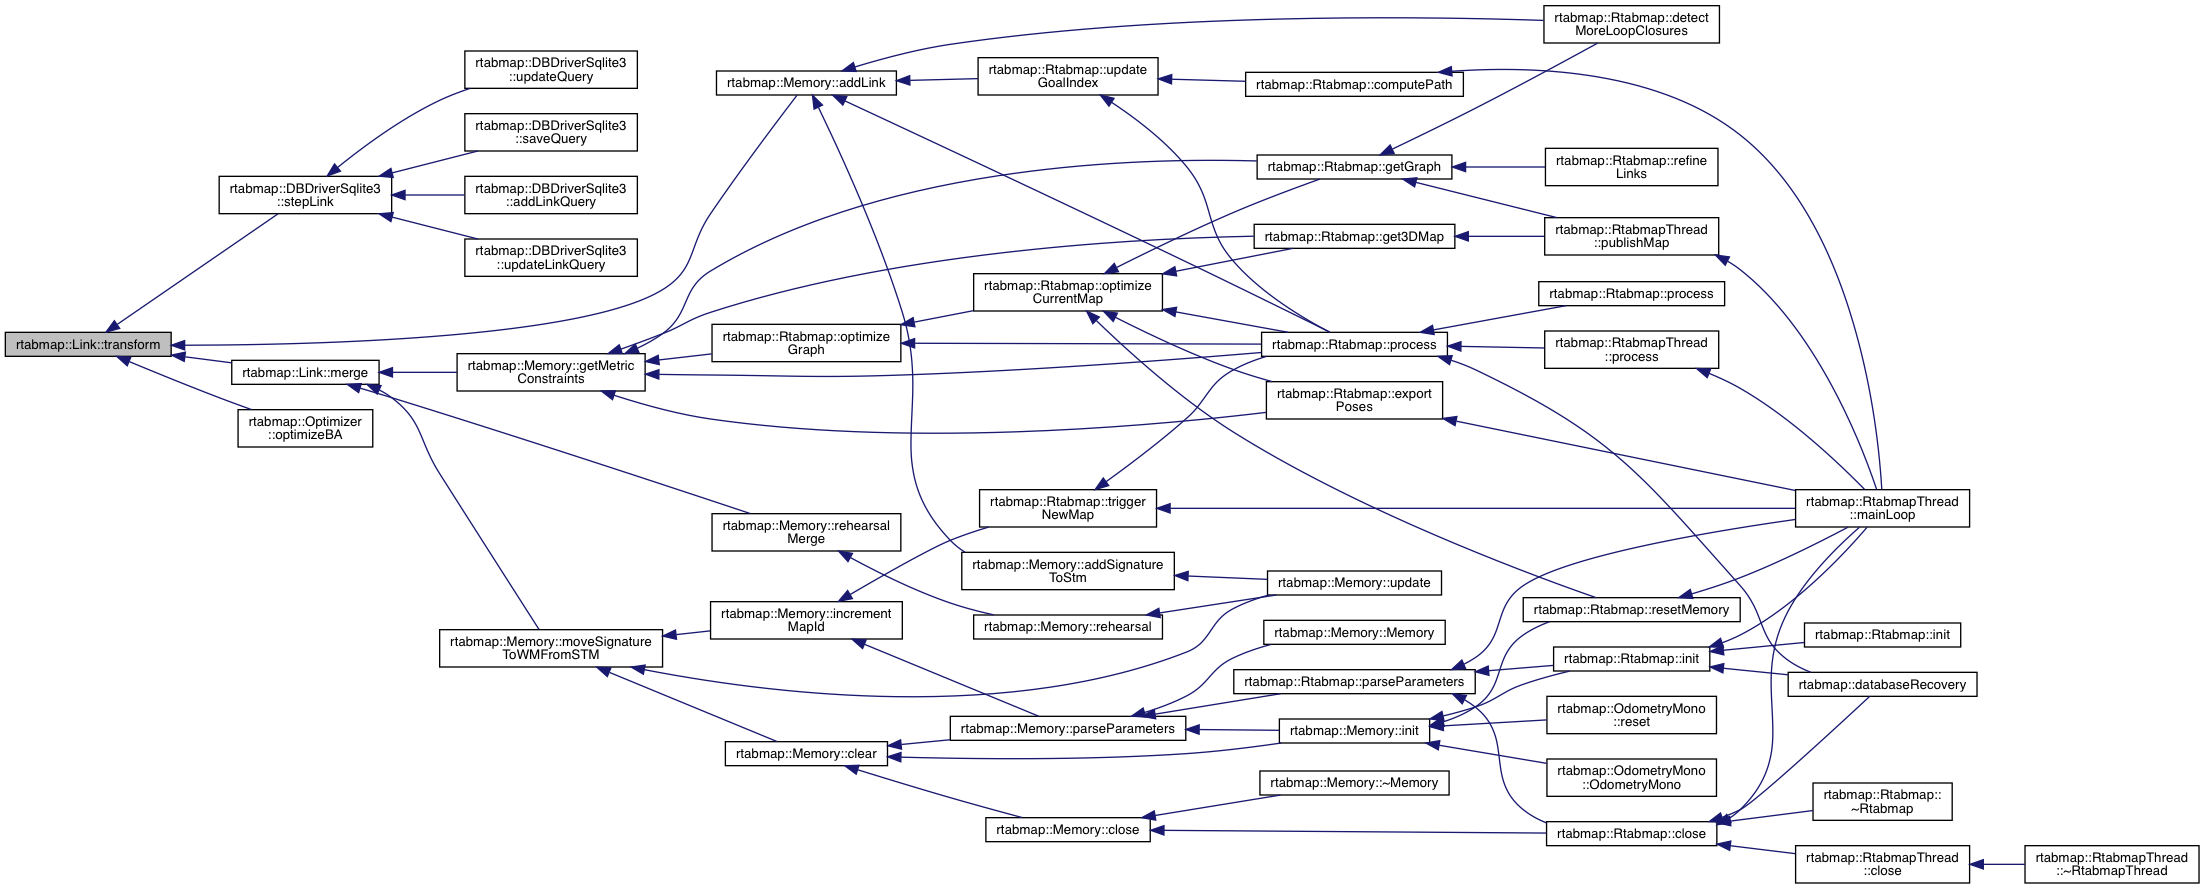 rtabmap::Link::transform
rtabmap::DBDriverSqlite3
::stepLink
rtabmap::Link::merge
rtabmap::Optimizer
::optimizeBA
rtabmap::DBDriverSqlite3
::updateQuery
rtabmap::DBDriverSqlite3
::saveQuery
rtabmap::DBDriverSqlite3
::addLinkQuery
rtabmap::DBDriverSqlite3
::updateLinkQuery
rtabmap::Memory::getMetric
Constraints
rtabmap::Memory::moveSignature
ToWMFromSTM
rtabmap::Memory::addLink
rtabmap::Rtabmap::optimize
Graph
rtabmap::Memory::rehearsal
Merge
rtabmap::Memory::increment
MapId
rtabmap::Memory::clear
rtabmap::Rtabmap::update
GoalIndex
rtabmap::Rtabmap::optimize
CurrentMap
rtabmap::Rtabmap::trigger
NewMap
rtabmap::Memory::addSignature
ToStm
rtabmap::Memory::rehearsal
rtabmap::Memory::parseParameters
rtabmap::Memory::close
rtabmap::Rtabmap::computePath
rtabmap::Rtabmap::getGraph
rtabmap::Rtabmap::get3DMap
rtabmap::Rtabmap::process
rtabmap::Rtabmap::export
Poses
rtabmap::Memory::update
rtabmap::Memory::Memory
rtabmap::Rtabmap::parseParameters
rtabmap::Memory::init
rtabmap::Memory::~Memory
rtabmap::Rtabmap::detect
MoreLoopClosures
rtabmap::Rtabmap::refine
Links
rtabmap::RtabmapThread
::publishMap
rtabmap::Rtabmap::process
rtabmap::RtabmapThread
::process
rtabmap::Rtabmap::resetMemory
rtabmap::Rtabmap::init
rtabmap::OdometryMono
::reset
rtabmap::OdometryMono
::OdometryMono
rtabmap::Rtabmap::close
rtabmap::RtabmapThread
::mainLoop
rtabmap::Rtabmap::init
rtabmap::databaseRecovery
rtabmap::Rtabmap::
~Rtabmap
rtabmap::RtabmapThread
::close
rtabmap::RtabmapThread
::~RtabmapThread